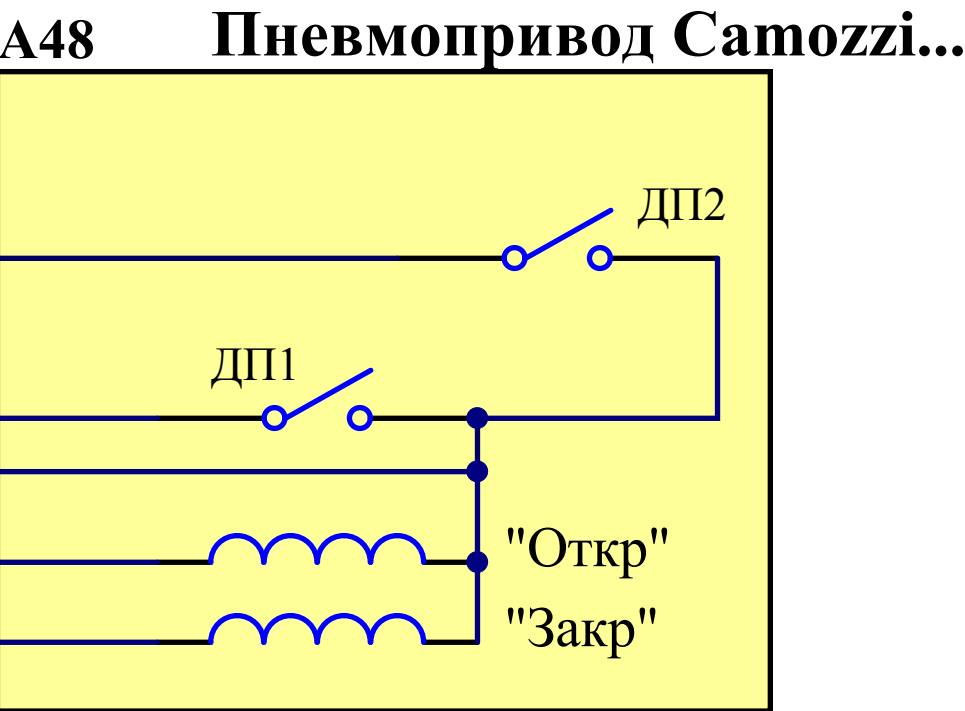 A48 Пневмопривод Camozzi...
ДП2
ДП1
"Откр"
"Закр"